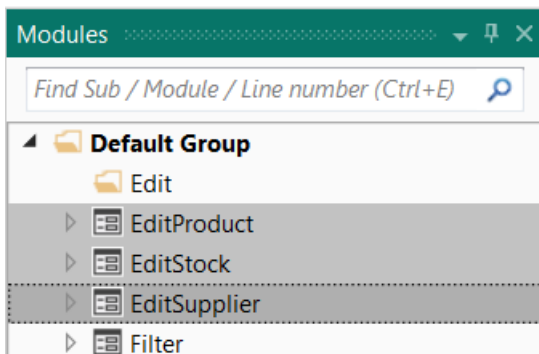 Modules
Find Sub / Module / Line number (Ctrl+E)
Default Group
Edit
EditProduct
EditStock
EditSupplier
Filter